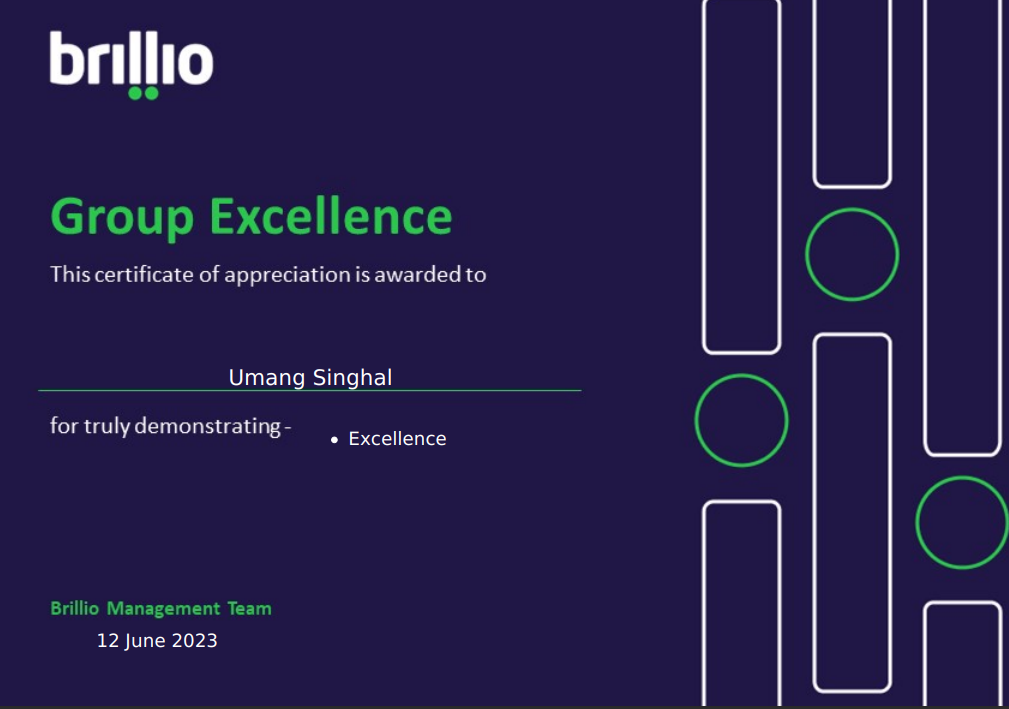 brillio
Group Excellence
This certificate of appreciation is awarded to
Umang Singhal
for truly demonstrating -
• Excellence
Brillio Management Team
12 June 2023